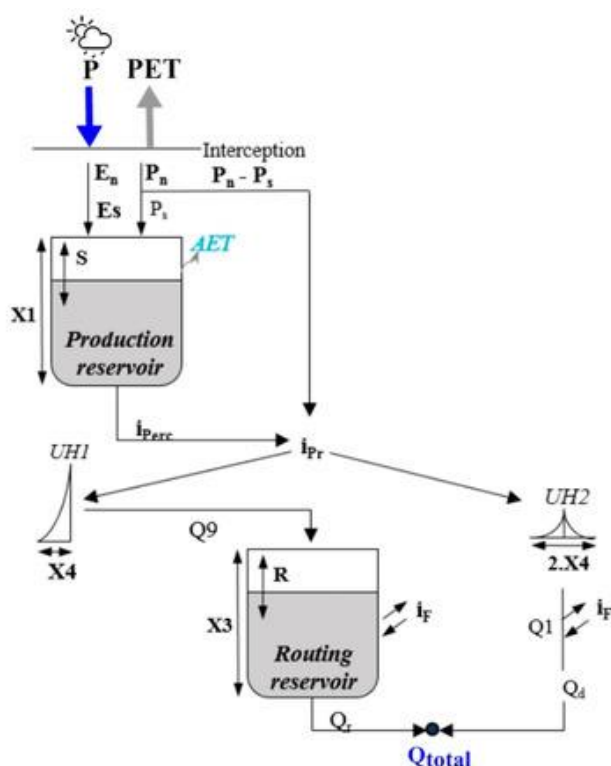 P PET
Interception
En Pn Pn - Ps
Es Ps
AET
S
X1
Production
reservoir
iPerc
iPr
UH1
UH2
Q9
X4
2.X4
R
X3
iF
Q1 iF
Routing
reservoir
Qr
Qd
Qtotal